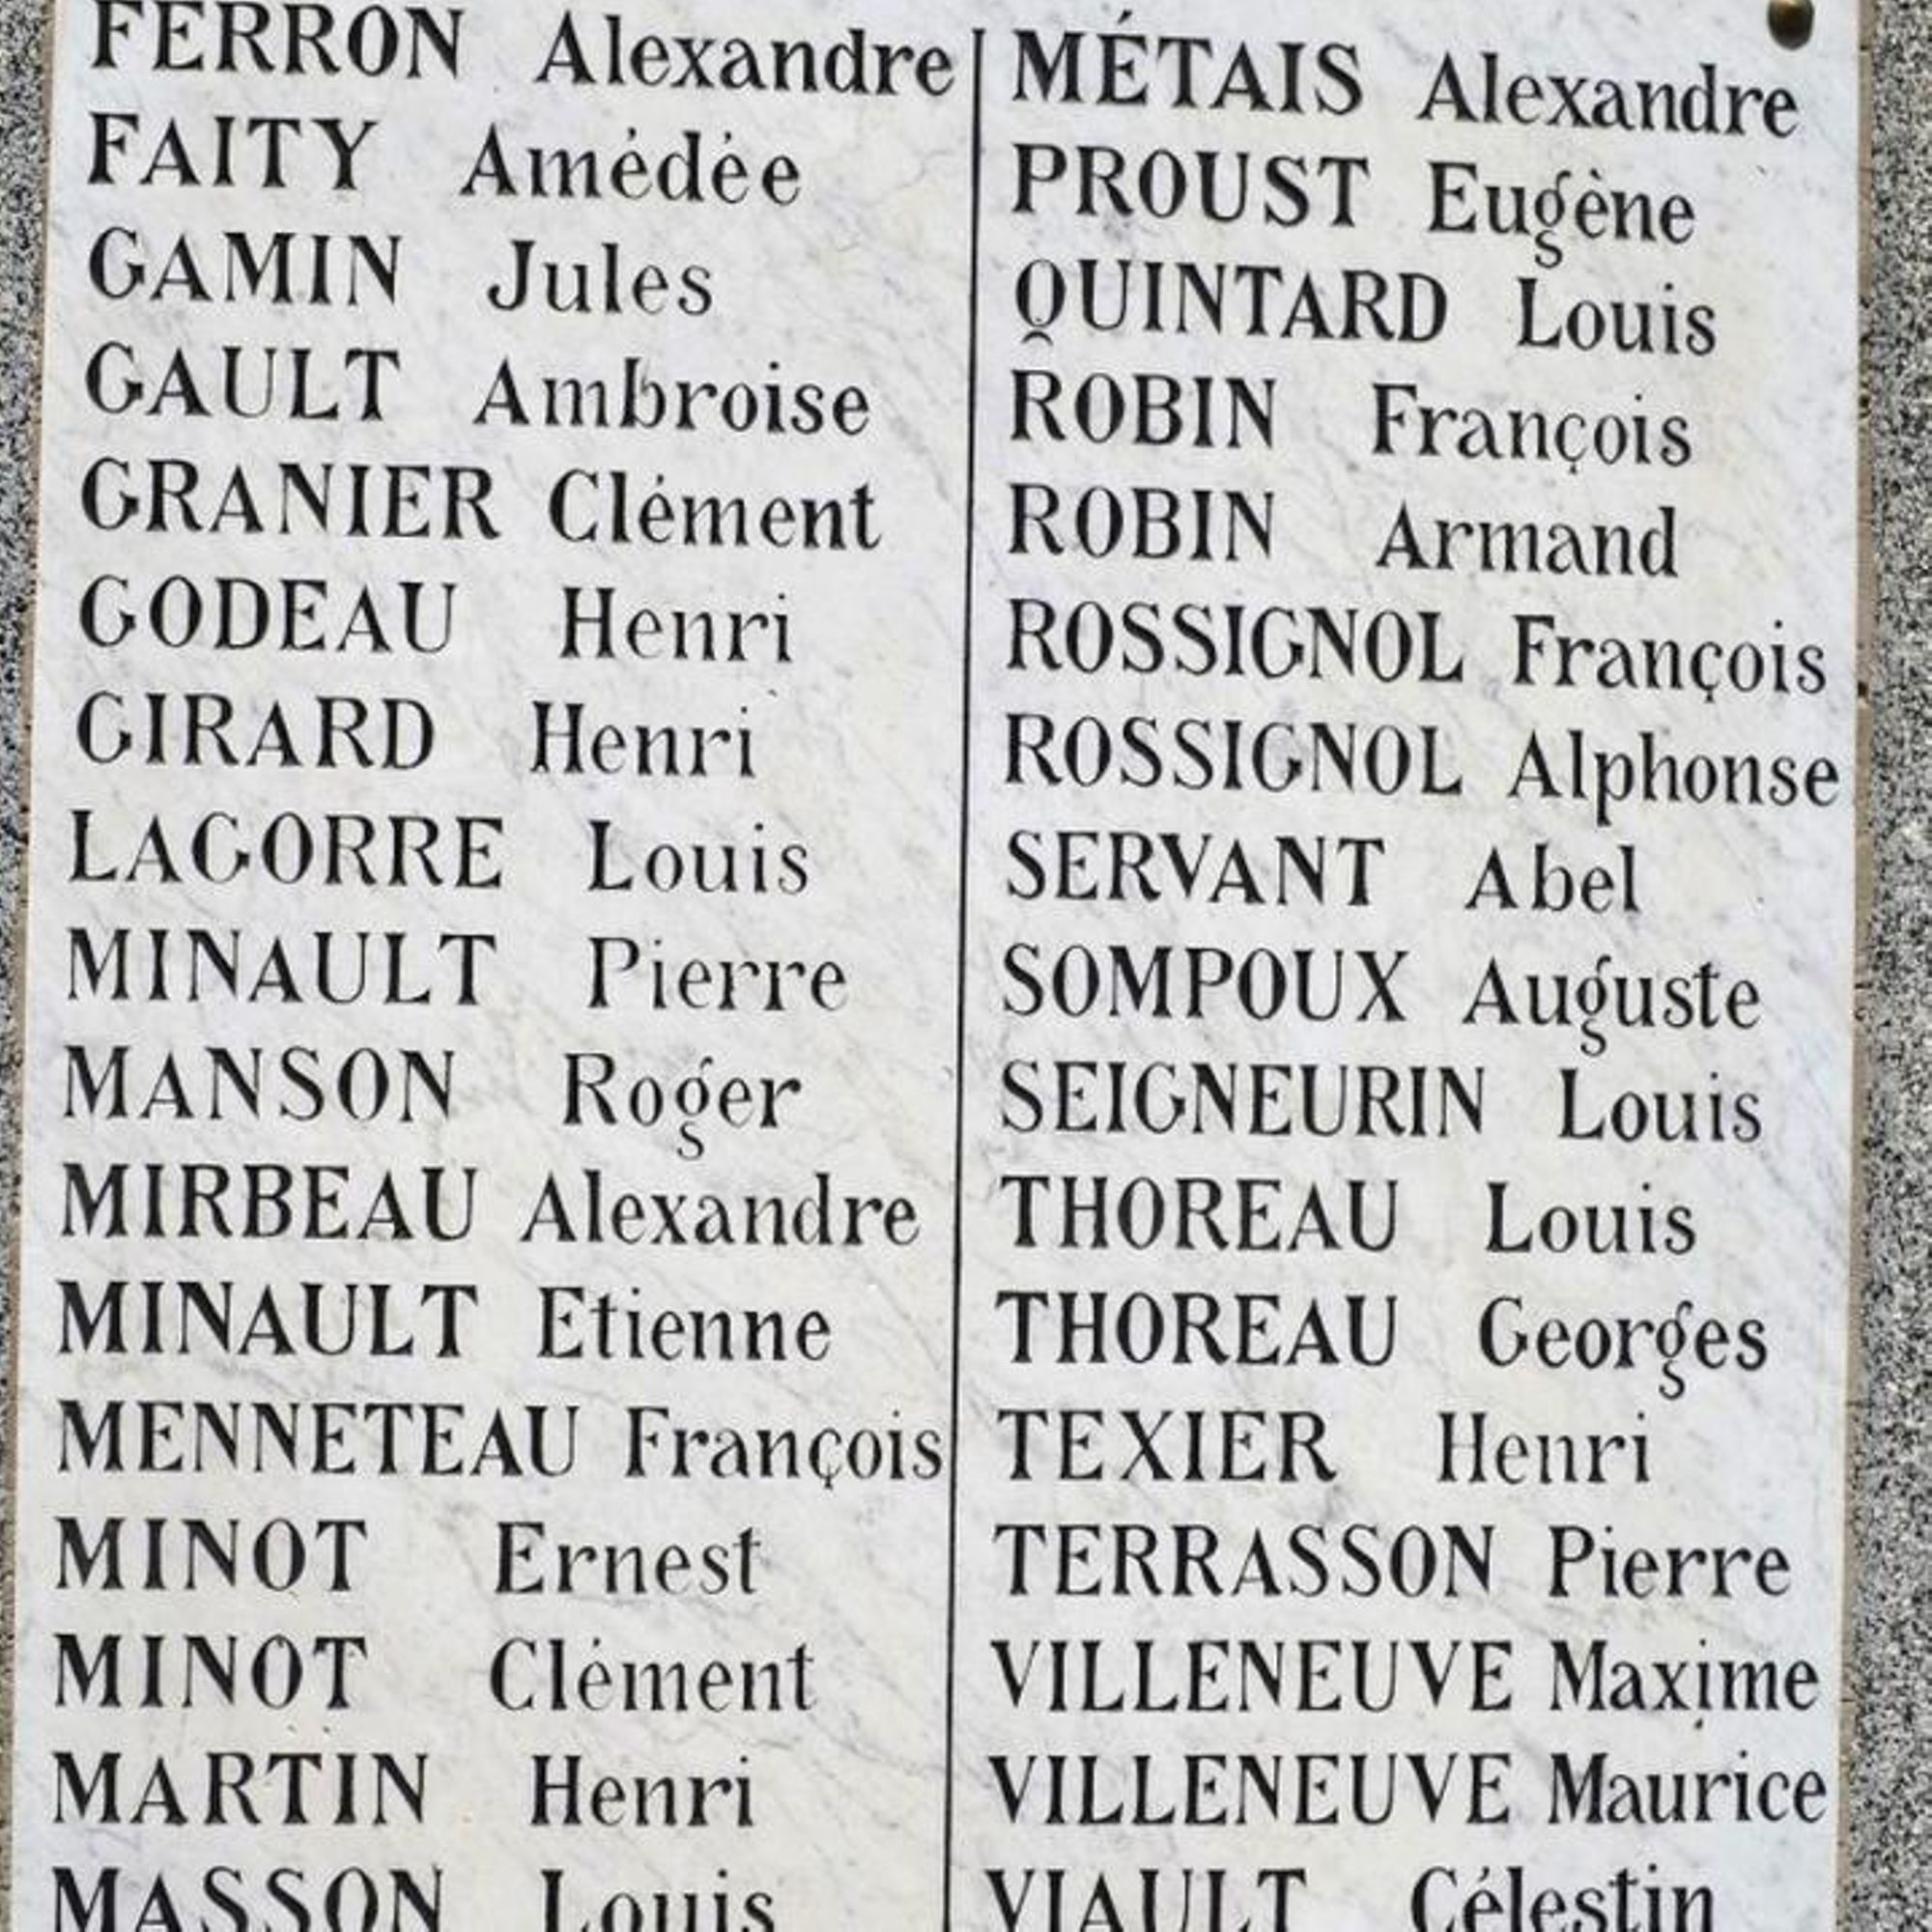 FERRON Alexandre
FAITY Amédée
GAMIN Jules
GAULT Ambroise
GRANIER Clément
GODEAU Henri
GIRARD Henri
LAGORRE Louis
MINAULT Pierre
MANSON Roger
MIRBEAU Alexandre
MINAULT Etienne
MENNETEAU François
MINOT Ernest
MINOT Clément
MARTIN Henri
MASSON Louis
MÉTAIS Alexandre
PROUST Eugène
QUINTARD Louis
ROBIN François
ROBIN Armand
ROSSIGNOL François
ROSSIGNOL Alphonse
SERVANT Abel
SOMPOUX Auguste
SEIGNEURIN Louis
THOREAU Louis
THOREAU Georges
TEXIER Henri
TERRASSON Pierre
VILLENEUVE Maxime
VILLENEUVE Maurice
VIAULT Célestin